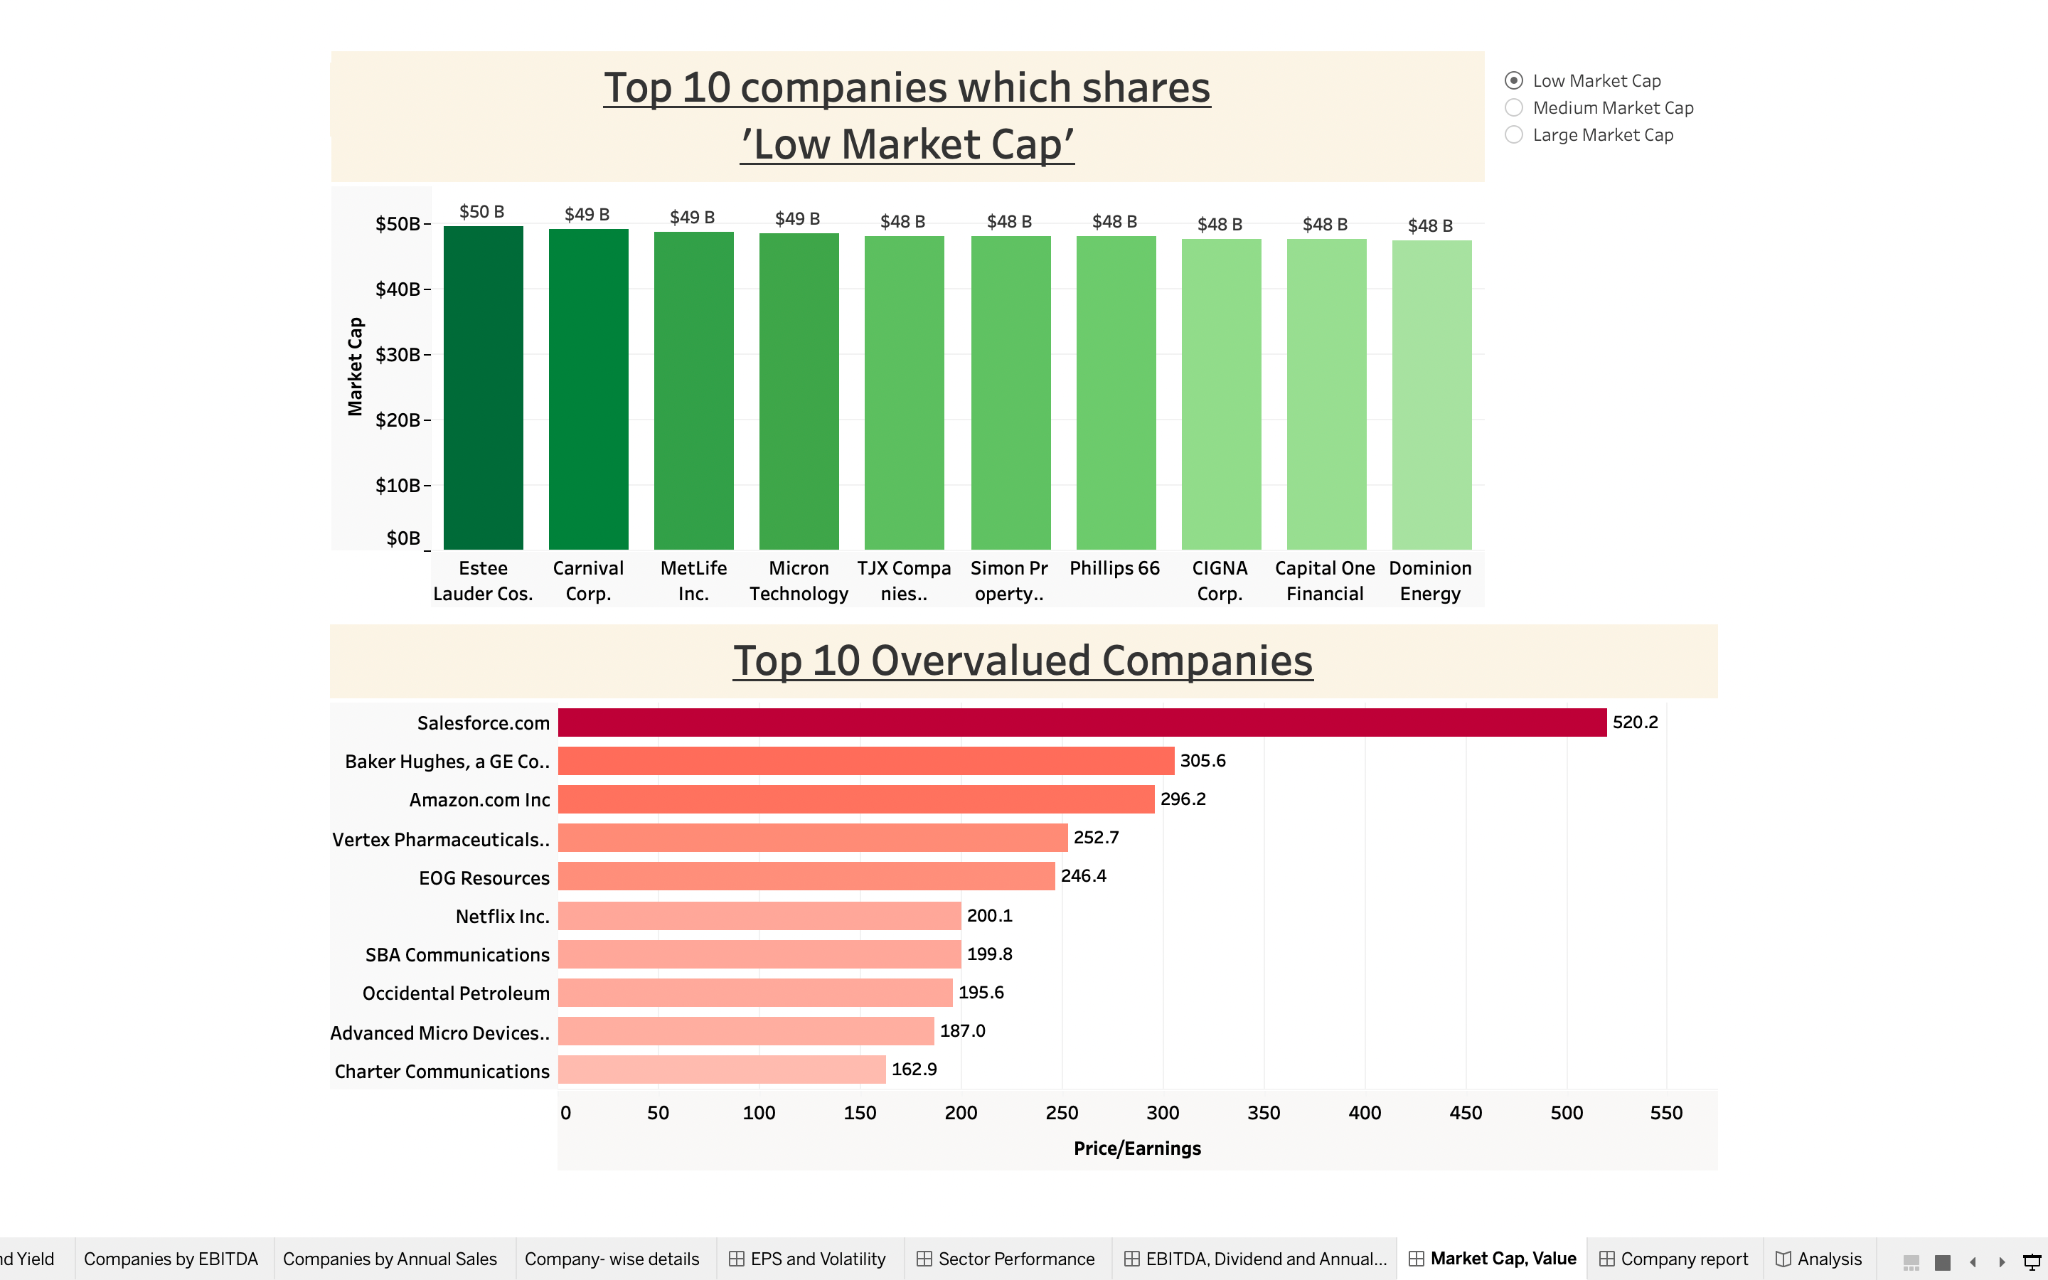 Top 10 companies which shares
'Low Market Cap'
Low Market Cap
Medium Market Cap
Large Market Cap
Market Cap
$50B
$40B
$30B
$20B
$10B
$0B
$50 B
$49 B
$49 B
$49 B
$48 B
$48 B
$48 B
$48 B
$48 B
$48 B
Estee
Lauder Cos.
Carnival
Corp.
MetLife
Inc.
Micron
Technology
TJX Compa
nies..
Simon Pr
operty..
Phillips 66
CIGNA
Corp.
Capital One
Financial
Dominion
Energy
Top 10 Overvalued Companies
Salesforce.com 520.2
Baker Hughes, a GE Co.. 305.6
Amazon.com Inc 296.2
Vertex Pharmaceuticals.. 252.7
EOG Resources 246.4
Netflix Inc. 200.1
SBA Communications 199.8
Occidental Petroleum 195.6
Advanced Micro Devices.. 187.0
Charter Communications 162.9
0 50 100 150 200 250 300 350 400 450 500 550
Price/Earnings
nd Yield Companies by EBITDA Companies by Annual Sales Company- wise details EPS and Volatility Sector Performance EBITDA, Dividend and Annual... Market Cap, Value Company report Analysis